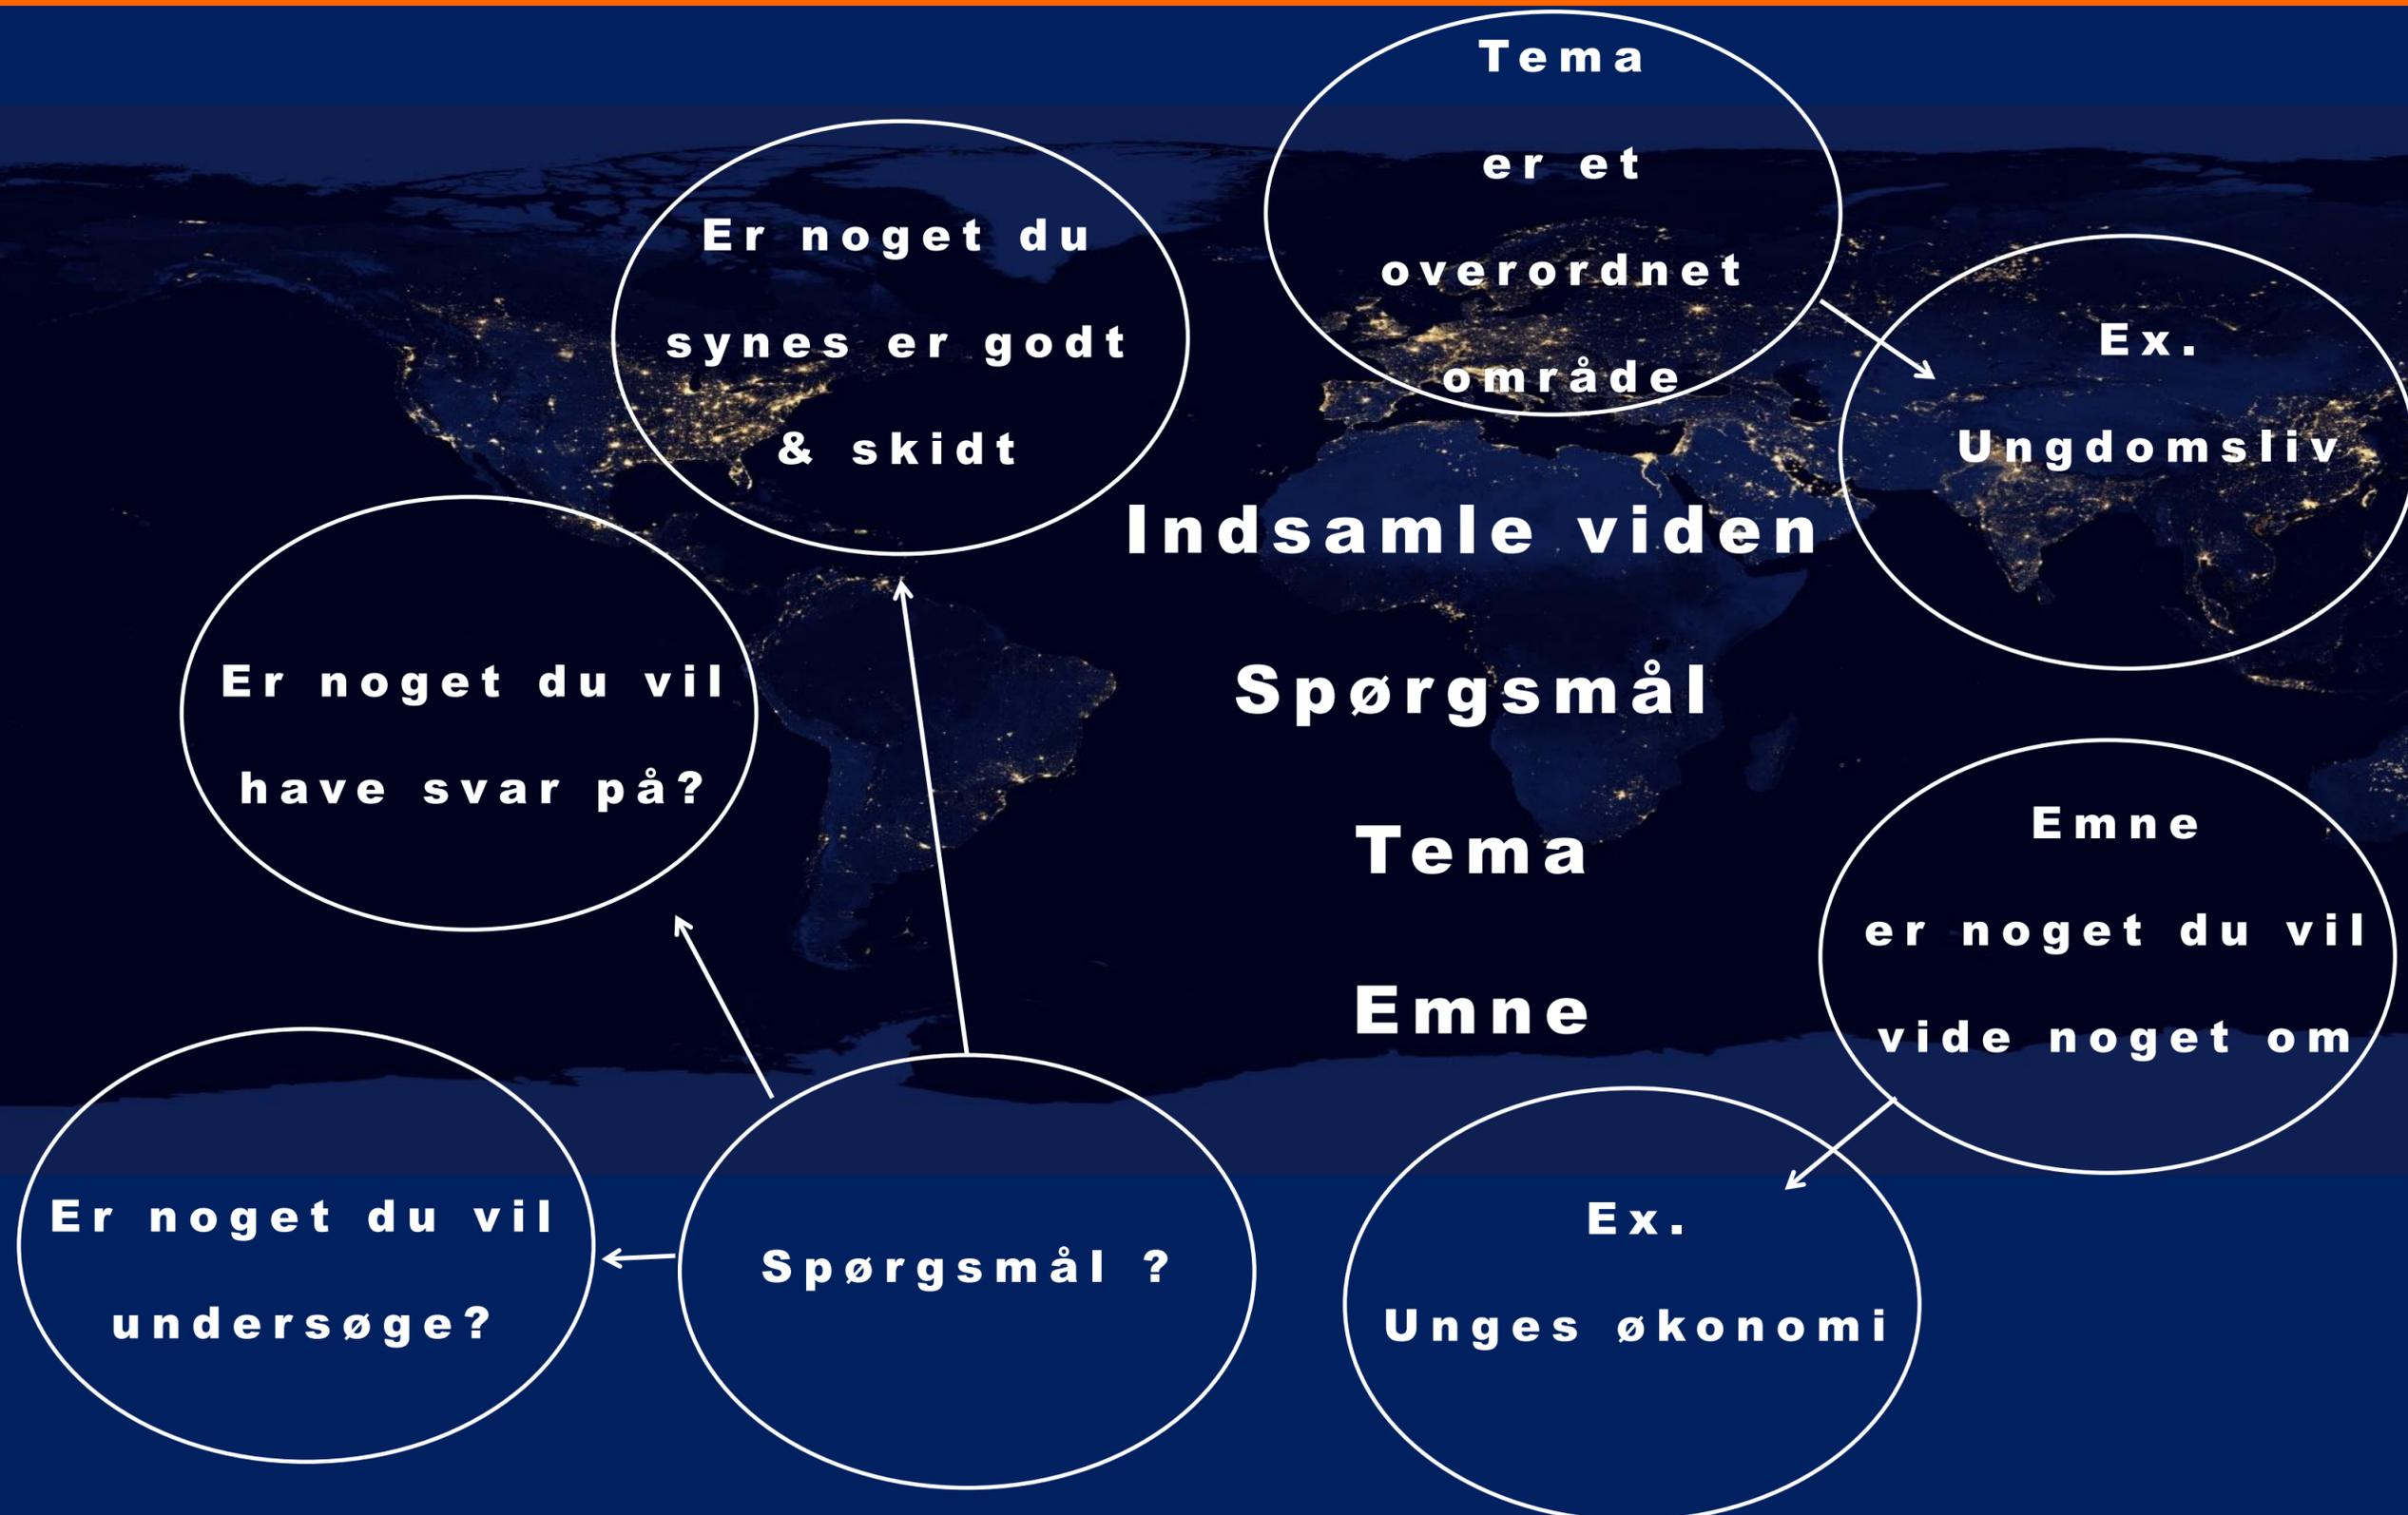 Tema
er et
overordnet
område
Er noget du
synes er godt
& skidt
Ex.
Ungdomsliv
Indsamle viden
Spørgsmål
Tema
Emne
Er noget du vil
have svar på?
Emne
er noget du vil
vide noget om
Er noget du vil
undersøge?
Spørgsmål ?
Ex.
Unges økonomi